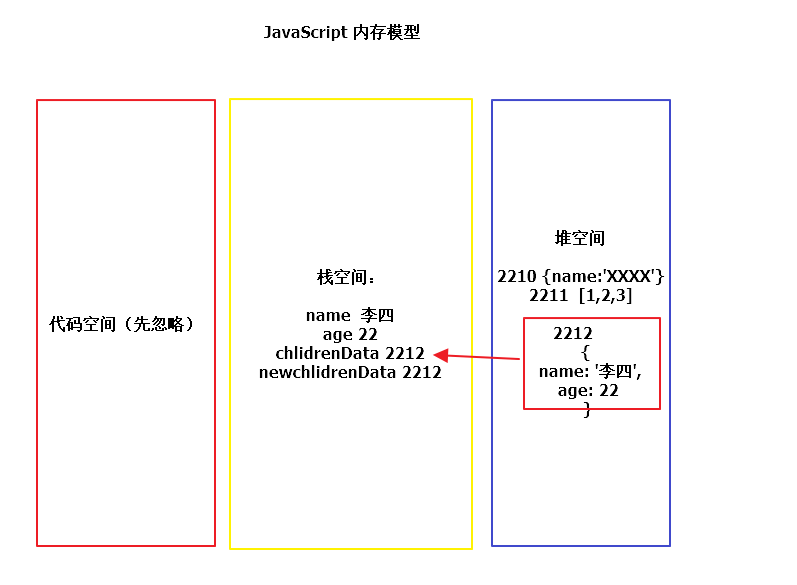 JavaScript 内存模型
代码空间（先忽略）
栈空间：
name  李四
age 22
chlidrenData 2212
newchlidrenData 2212
堆空间
2210 {name:'XXXX'}
2211  [1,2,3]
2212
{
name: '李四',
age: 22
}